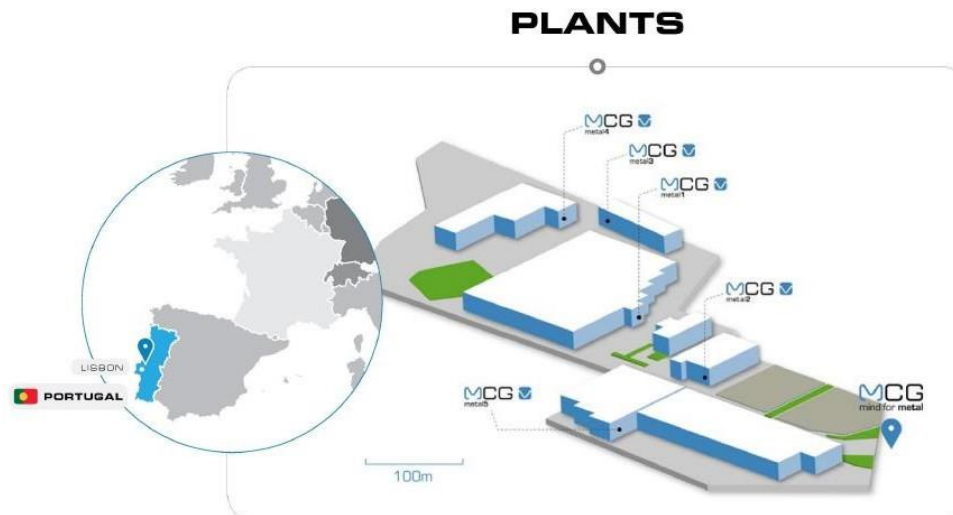 PLANTS
MCG
metal4
MCG
metal3
MCG
metal1
MCG
metal2
LISBON
PORTUGAL
MCG
metal5
MCG
mind for metal
100m